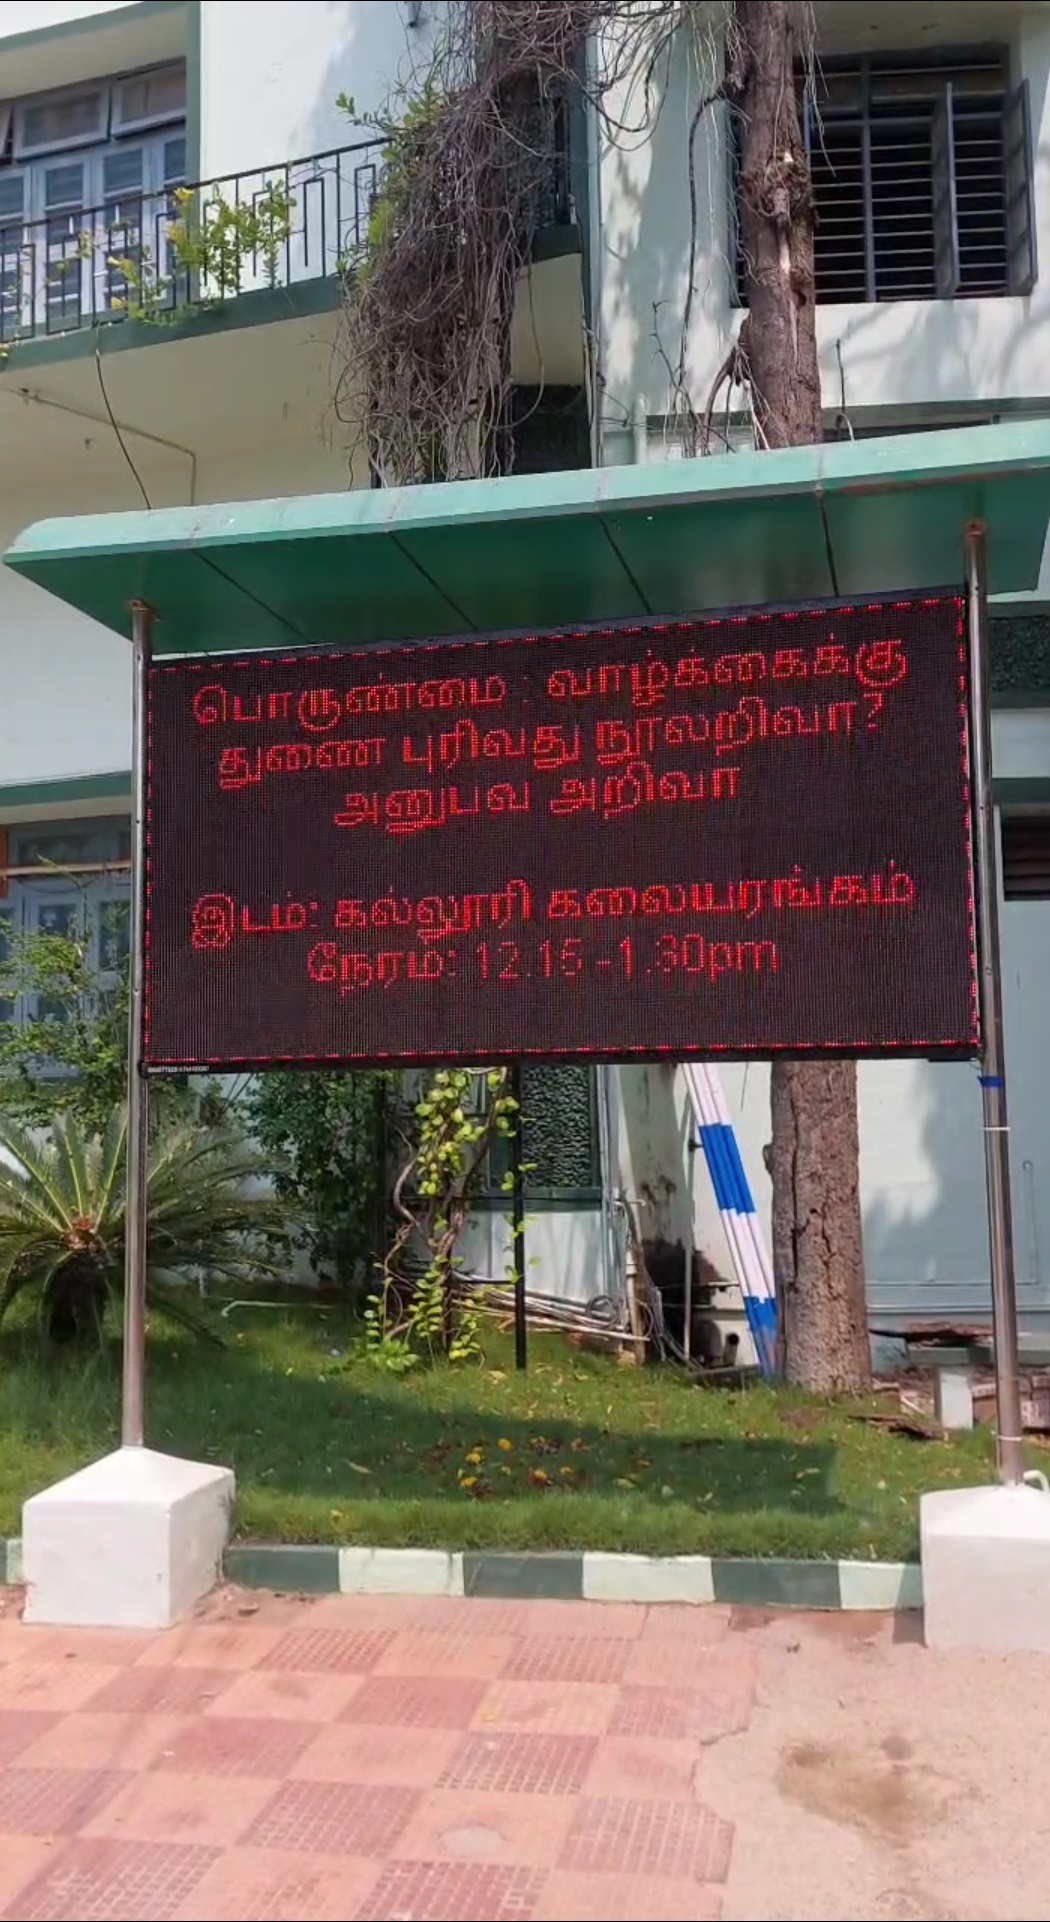 பொருண்மை : வாழ்க்கைக்கு
துணை புரிவது நூலறிவா?
அனுபவ அறிவா
இடம்: கல்லூரி கலையரங்கம்
நேரம்: 12.15 -1.30pm